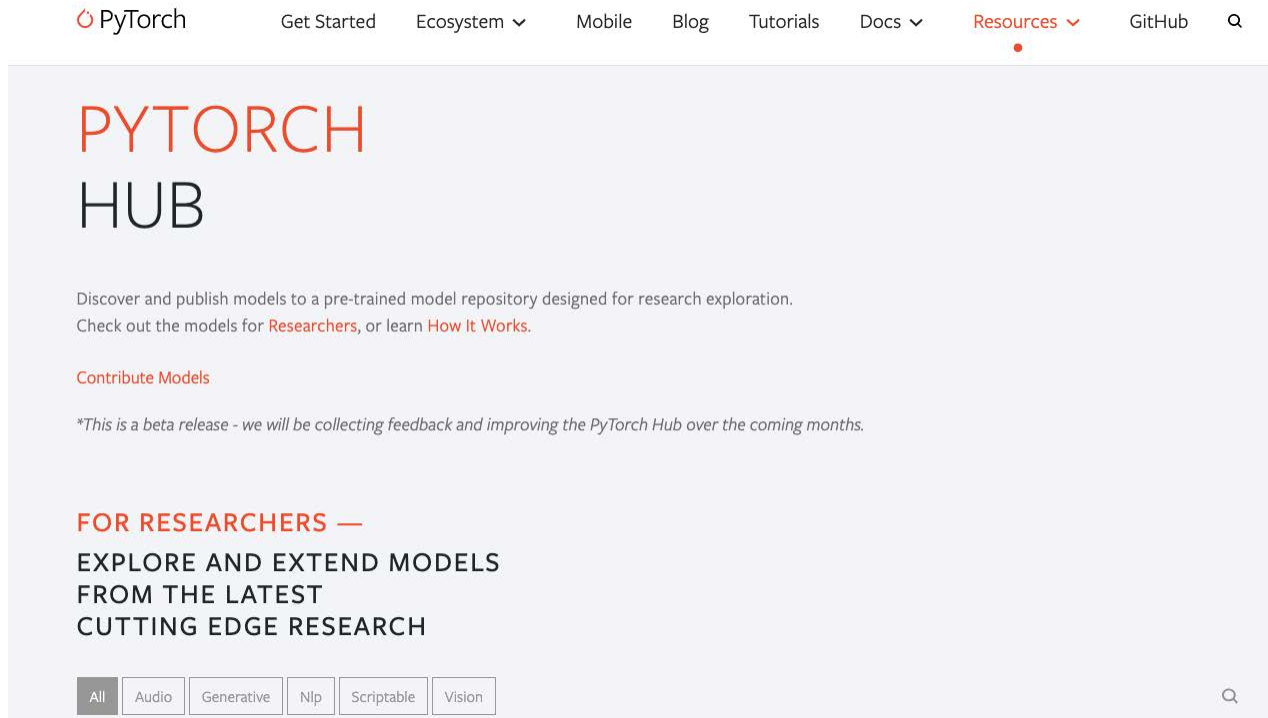 PyTorch Get Started Ecosystem Mobile Blog Tutorials Docs Resources GitHub
PYTORCH
HUB
Discover and publish models to a pre-trained model repository designed for research exploration.
Check out the models for Researchers, or learn How It Works.
Contribute Models
*This is a beta release - we will be collecting feedback and improving the PyTorch Hub over the coming months.
FOR RESEARCHERS —
EXPLORE AND EXTEND MODELS
FROM THE LATEST
CUTTING EDGE RESEARCH
All Audio Generative Nlp Scriptable Vision